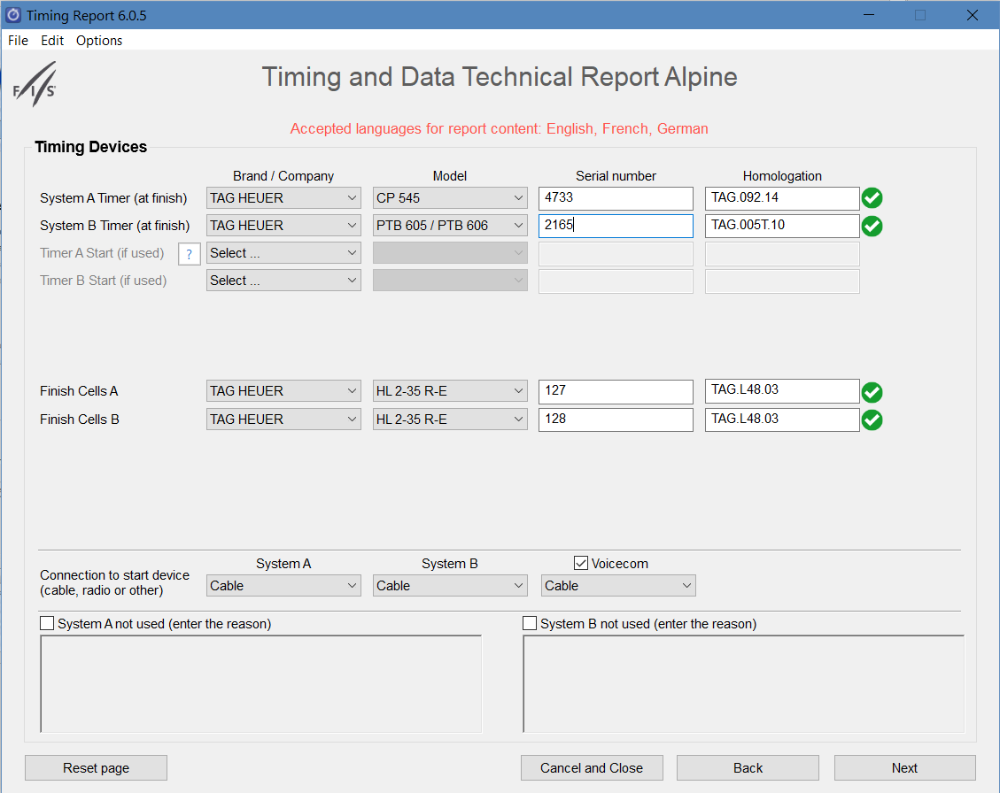 Timing Report 6.0.5
File Edit Options
FIS
Timing and Data Technical Report Alpine
Accepted languages for report content: English, French, German
Timing Devices
Brand / Company Model Serial number Homologation
System A Timer (at finish) TAG HEUER CP 545 4733 TAG.092.14
System B Timer (at finish) TAG HEUER PTB 605 / PTB 606 2165 TAG.005T.10
Timer A Start (if used) ? Select ...
Timer B Start (if used) Select ...
Finish Cells A TAG HEUER HL 2-35 R-E 127 TAG.L48.03
Finish Cells B TAG HEUER HL 2-35 R-E 128 TAG.L48.03
System A System B Voicecom
Connection to start device
(cable, radio or other) Cable Cable Cable
System A not used (enter the reason) System B not used (enter the reason)
Reset page Cancel and Close Back Next